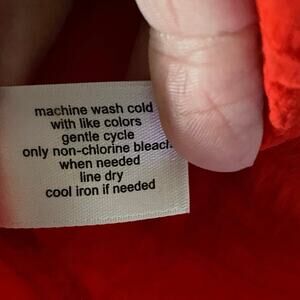 machine wash cold
with like colors
gentle cycle
only non-chlorine bleach
when needed
line dry
cool iron if needed